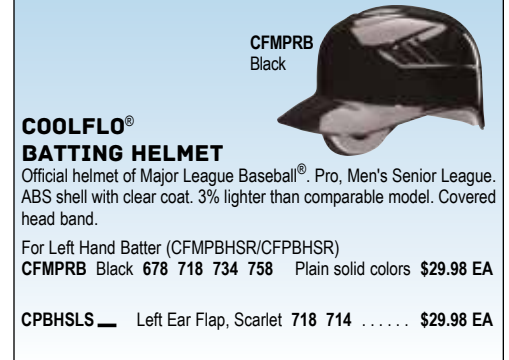 CFMPRB
Black
COOLFLO®
BATTING HELMET
Official helmet of Major League Baseball®. Pro, Men's Senior League.
ABS shell with clear coat. 3% lighter than comparable model. Covered
head band.
For Left Hand Batter (CFMPBHSR/CFPBHSR)
CFMPRB Black 678 718 734 758 Plain solid colors $29.98 EA
CPBHSLS __ Left Ear Flap, Scarlet 718 714 . . . . . . $29.98 EA